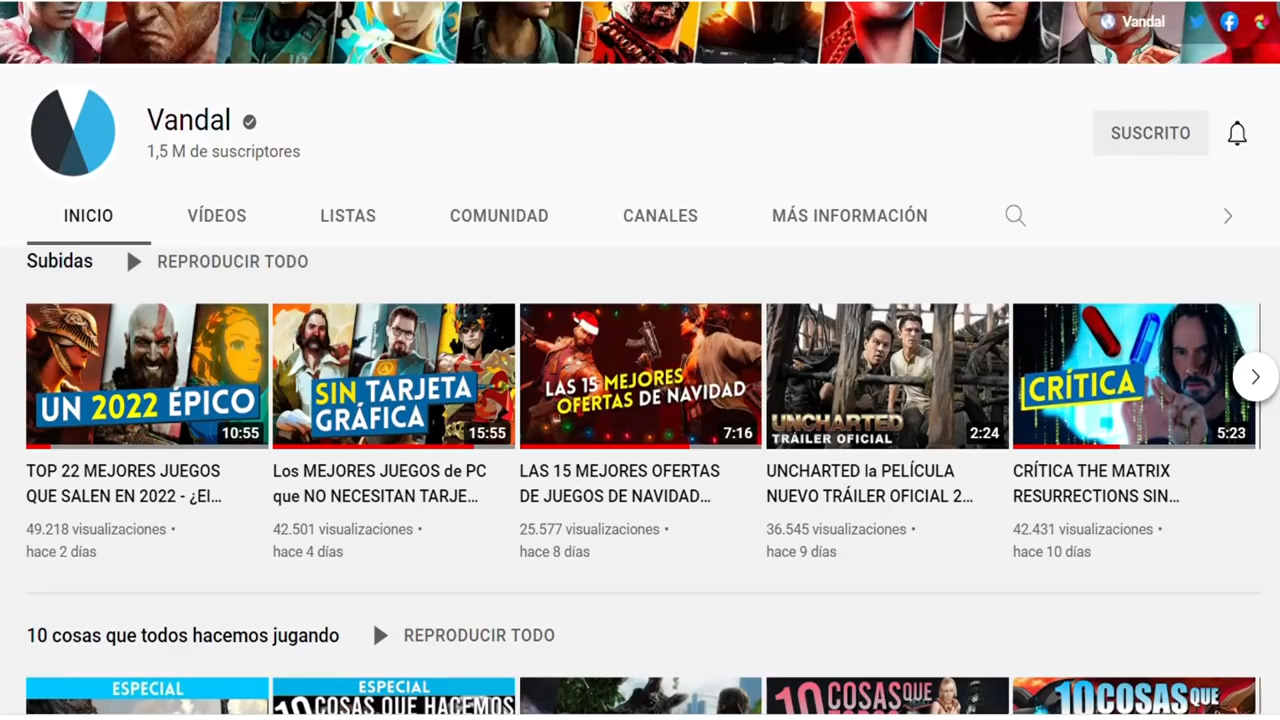 Vandal
Vandal
1,5 M de suscriptores
SUSCRITO
INICIO
VÍDEOS
LISTAS
COMUNIDAD
CANALES
MÁS INFORMACIÓN
Subidas
REPRODUCIR TODO
UN 2022 ÉPICO
10:55
SIN TARJETA
GRÁFICA
15:55
LAS 15 MEJORES
OFERTAS DE NAVIDAD
7:16
UNCHARTED
TRÁILER OFICIAL
2:24
CRÍTICA
5:23
TOP 22 MEJORES JUEGOS
QUE SALEN EN 2022 - ¿El...
49.218 visualizaciones •
hace 2 días
Los MEJORES JUEGOS de PC
que NO NECESITAN TARJE...
42.501 visualizaciones •
hace 4 días
LAS 15 MEJORES OFERTAS
DE JUEGOS DE NAVIDAD...
25.577 visualizaciones •
hace 8 días
UNCHARTED la PELÍCULA
NUEVO TRÁILER OFICIAL 2...
36.545 visualizaciones •
hace 9 días
CRÍTICA THE MATRIX
RESURRECTIONS SIN...
42.431 visualizaciones •
hace 10 días
10 cosas que todos hacemos jugando
REPRODUCIR TODO
ESPECIAL
ESPECIAL
10 COSAS QUE HACEMOS
10 COSAS QUE
10 COSAS QUE